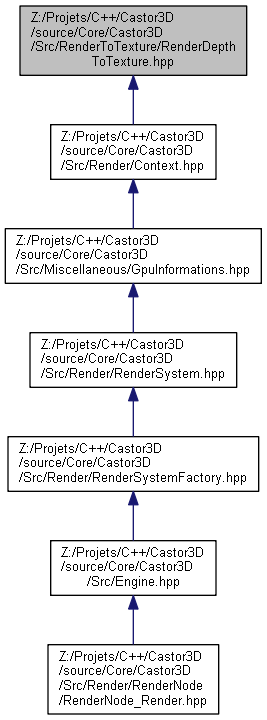 Z:/Projets/C++/Castor3D
/source/Core/Castor3D
/Src/RenderToTexture/RenderDepth
ToTexture.hpp
Z:/Projets/C++/Castor3D
/source/Core/Castor3D
/Src/Render/Context.hpp
Z:/Projets/C++/Castor3D
/source/Core/Castor3D
/Src/Miscellaneous/GpuInformations.hpp
Z:/Projets/C++/Castor3D
/source/Core/Castor3D
/Src/Render/RenderSystem.hpp
Z:/Projets/C++/Castor3D
/source/Core/Castor3D
/Src/Render/RenderSystemFactory.hpp
Z:/Projets/C++/Castor3D
/source/Core/Castor3D
/Src/Engine.hpp
Z:/Projets/C++/Castor3D
/source/Core/Castor3D
/Src/Render/RenderNode
/RenderNode_Render.hpp